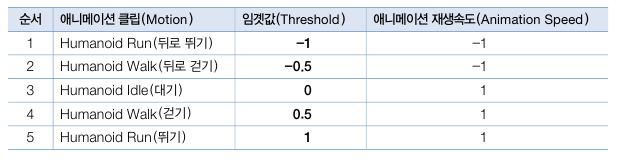 순서 애니메이션 클립(Motion) 임곗값(Threshold) 애니메이션 재생속도(Animation Speed)
1 Humanoid Run(뒤로 뛰기) -1 -1
2 Humanoid Walk(뒤로 걷기) -0.5 -1
3 Humanoid Idle(대기) 0 1
4 Humanoid Walk(걷기) 0.5 1
5 Humanoid Run(뛰기) 1 1